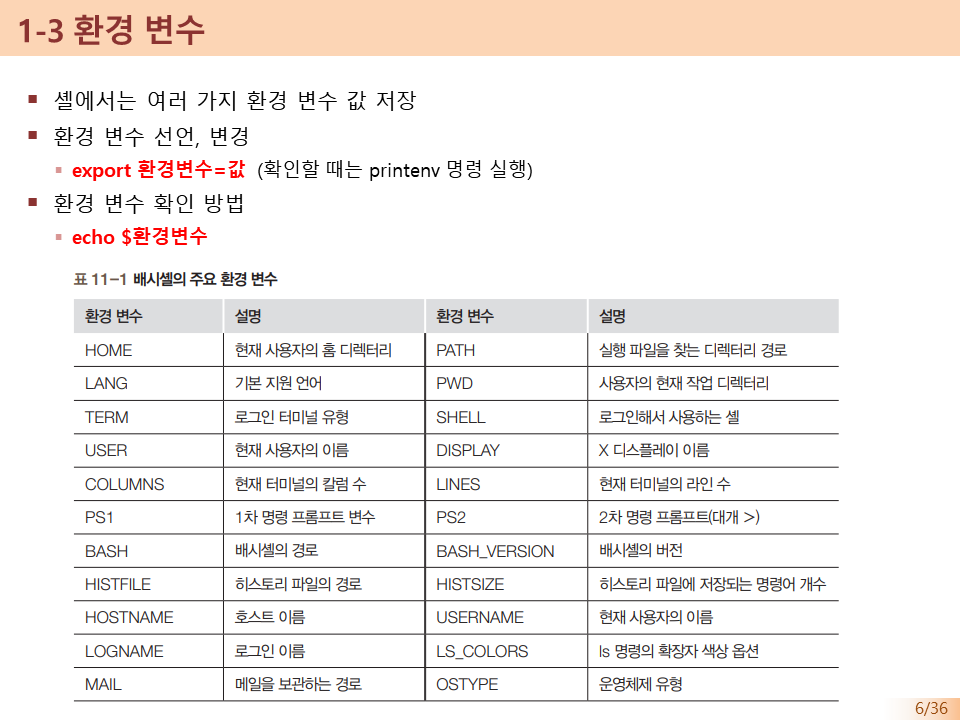 1-3 환경 변수
셸에서는 여러 가지 환경 변수 값 저장
환경 변수 선언, 변경
export 환경변수=값 (확인할 때는 printenv 명령 실행)
환경 변수 확인 방법
echo $환경변수
표 11-1 배시셸의 주요 환경 변수
환경 변수 설명 환경 변수 설명
HOME 현재 사용자의 홈 디렉터리 PATH 실행 파일을 찾는 디렉터리 경로
LANG 기본 지원 언어 PWD 사용자의 현재 작업 디렉터리
TERM 로그인 터미널 유형 SHELL 로그인해서 사용하는 셸
USER 현재 사용자의 이름 DISPLAY X 디스플레이 이름
COLUMNS 현재 터미널의 칼럼 수 LINES 현재 터미널의 라인 수
PS1 1차 명령 프롬프트 변수 PS2 2차 명령 프롬프트(대개 >)
BASH 배시셸의 경로 BASH_VERSION 배시셸의 버전
HISTFILE 히스토리 파일의 경로 HISTSIZE 히스토리 파일에 저장되는 명령어 개수
HOSTNAME 호스트 이름 USERNAME 현재 사용자의 이름
LOGNAME 로그인 이름 LS_COLORS ls 명령의 확장자 색상 옵션
MAIL 메일을 보관하는 경로 OSTYPE 운영체제 유형
6/36